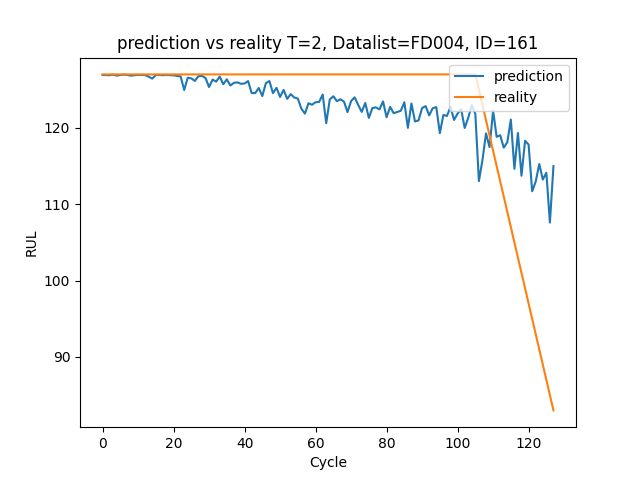 prediction vs reality T=2, Datalist=FD004, ID=161
prediction
reality
120
110
100
90
RUL
0 20 40 60 80 100 120
Cycle